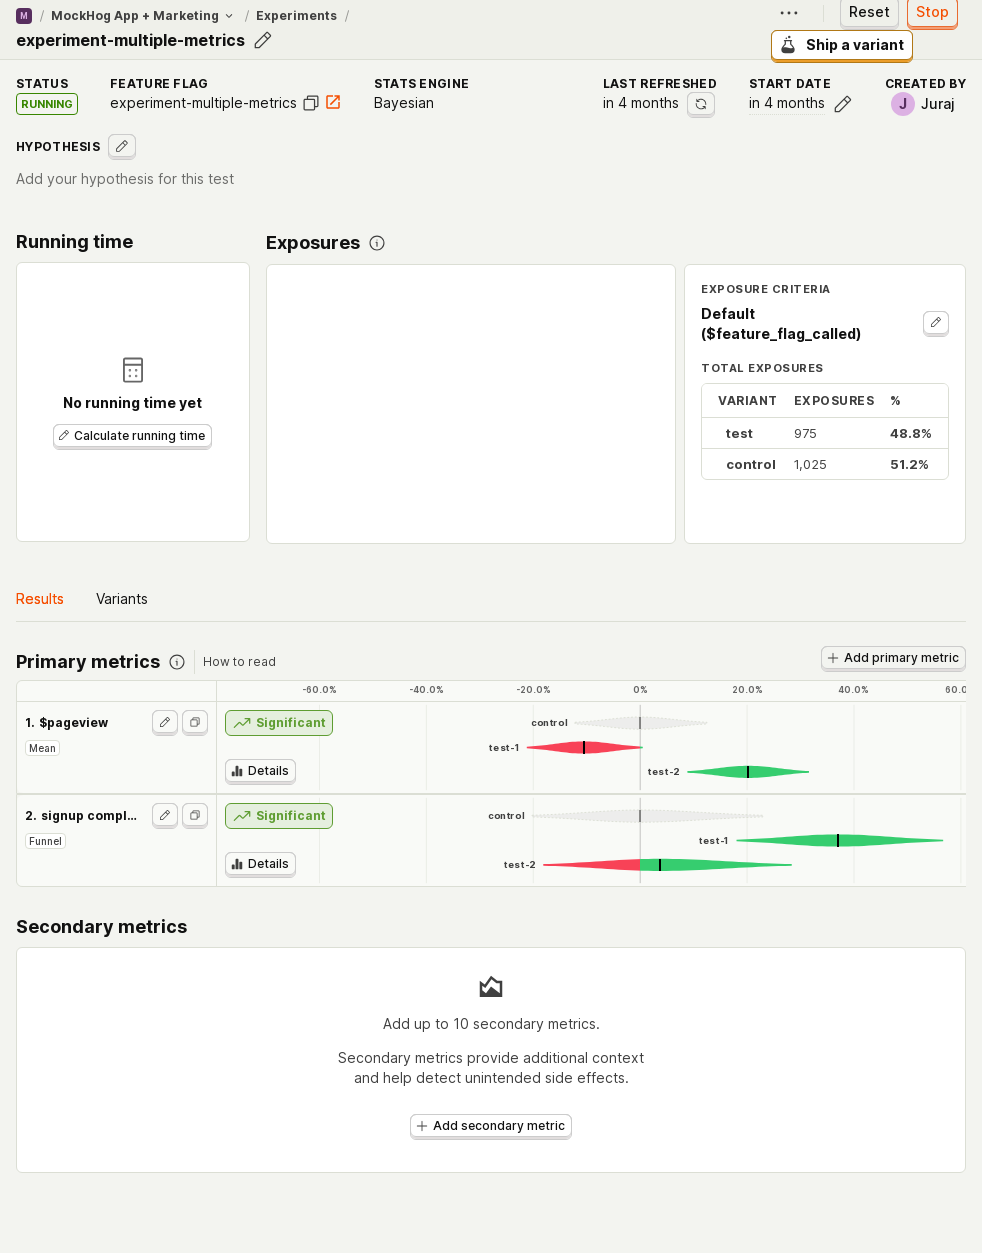 M / MockHog App + Marketing / Experiments /
experiment-multiple-metrics
Reset
Stop
Ship a variant
STATUS
RUNNING
FEATURE FLAG
experiment-multiple-metrics
STATS ENGINE
Bayesian
LAST REFRESHED
in 4 months
START DATE
in 4 months
CREATED BY
J Juraj
HYPOTHESIS
Add your hypothesis for this test
Running time
No running time yet
Calculate running time
Exposures
EXPOSURE CRITERIA
Default
($feature_flag_called)
TOTAL EXPOSURES
VARIANT EXPOSURES %
test 975 48.8%
control 1,025 51.2%
Results Variants
Primary metrics How to read
Add primary metric
-60.0% -40.0% -20.0% 0% 20.0% 40.0% 60.0
1. $pageview
Mean
Significant
Details
control
test-1
test-2
2. signup compl...
Funnel
Significant
Details
control
test-1
test-2
Secondary metrics
Add up to 10 secondary metrics.
Secondary metrics provide additional context
and help detect unintended side effects.
Add secondary metric